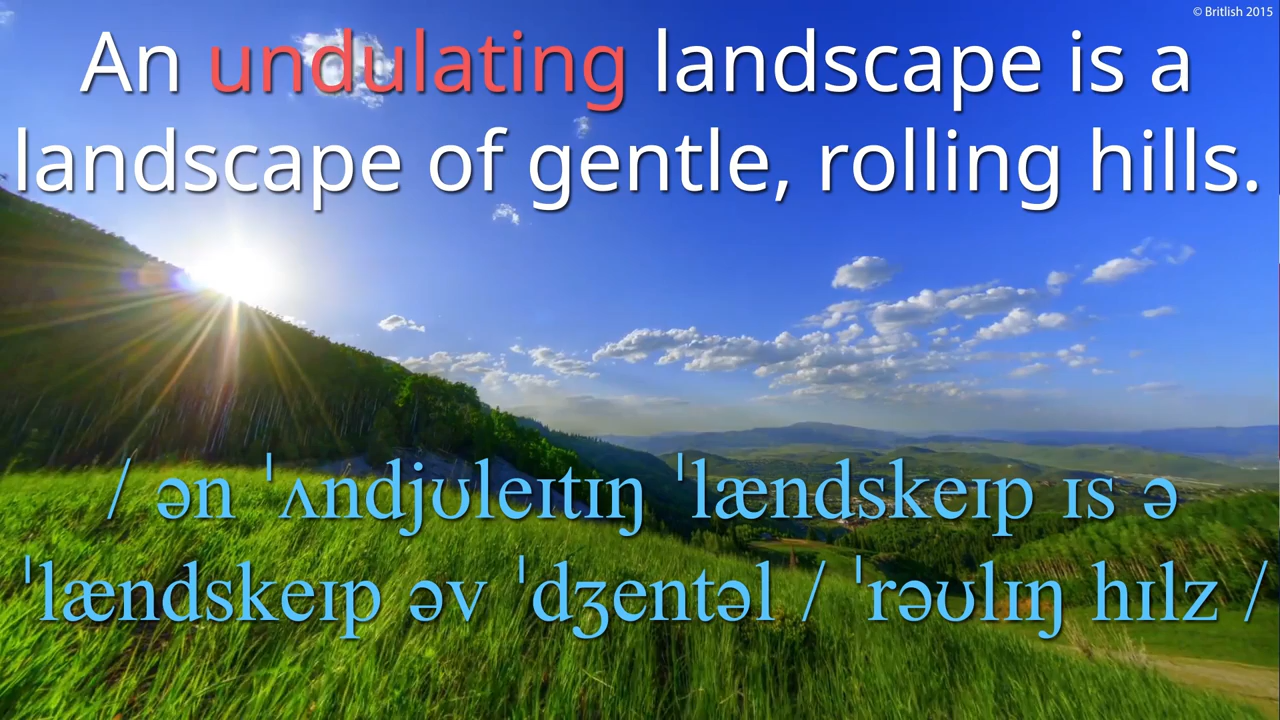 © Britlish 2015
An undulating landscape is a
landscape of gentle, rolling hills.
/ ən ˈʌndjʊleɪtɪŋ ˈlændskeɪp ɪs ə
ˈlændskeɪp əv ˈdʒentəl / ˈrəʊlɪŋ hɪlz /